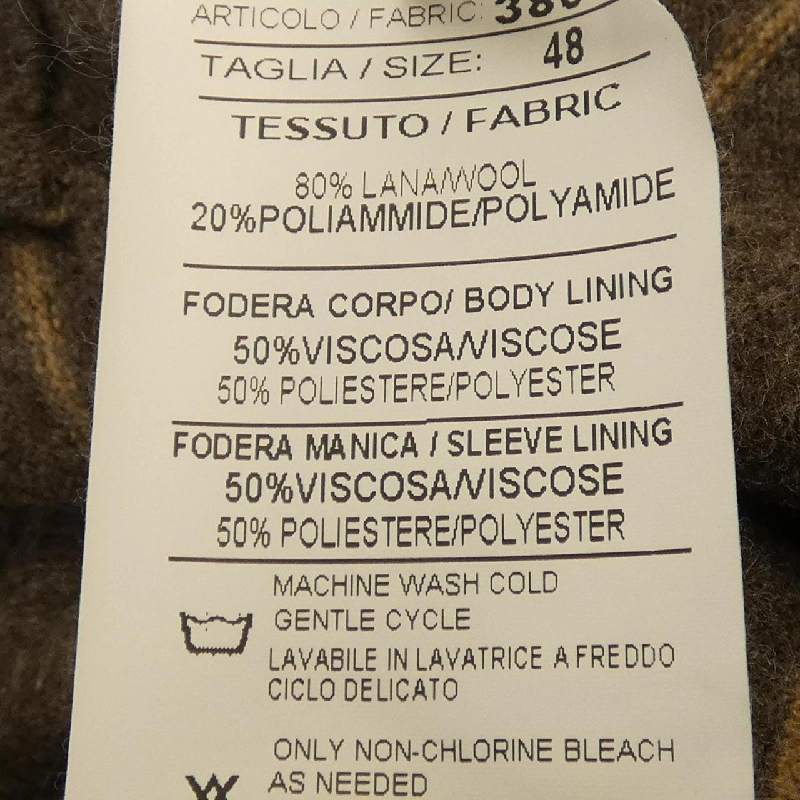 ARTICOLO / FABRIC:
TAGLIA / SIZE: 48
TESSUTO / FABRIC
80% LANA/WOOL
20%POLIAMMIDE/POLYAMIDE
FODERA CORPO/ BODY LINING
50%VISCOSA/VISCOSE
50% POLIESTERE/POLYESTER
FODERA MANICA / SLEEVE LINING
50%VISCOSA/VISCOSE
50% POLIESTERE/POLYESTER
MACHINE WASH COLD
GENTLE CYCLE
LAVABILE IN LAVATRICE A FREDDO
CICLO DELICATO
ONLY NON-CHLORINE BLEACH
AS NEEDED